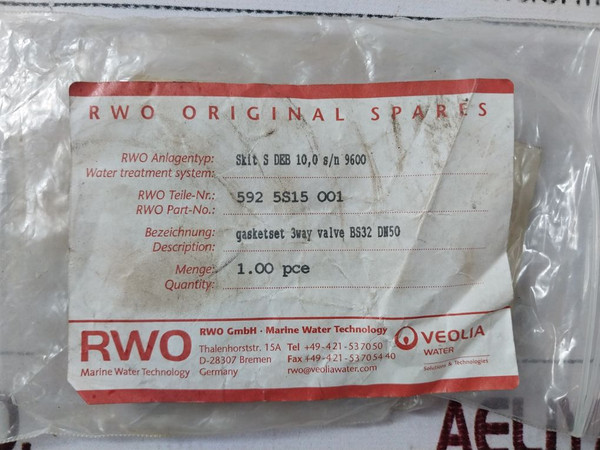 RWO ORIGINAL SPARES
RWO Anlagentyp: Skit S DEB 10,0 s/n 9600
Water treatment system:
RWO Teile-Nr.: 592 5S15 001
RWO Part-No.:
Bezeichnung: gasketset 3way valve BS32 DN50
Description:
Menge: 1.00 pce
Quantity:
RWO
Marine Water Technology
RWO GmbH · Marine Water Technology
Thalenhorststr. 15A Tel +49-421-537050
D-28307 Bremen Fax +49-421-53705440
Germany rwo@veoliawater.com
VEOLIA
WATER
Solutions & Technologies